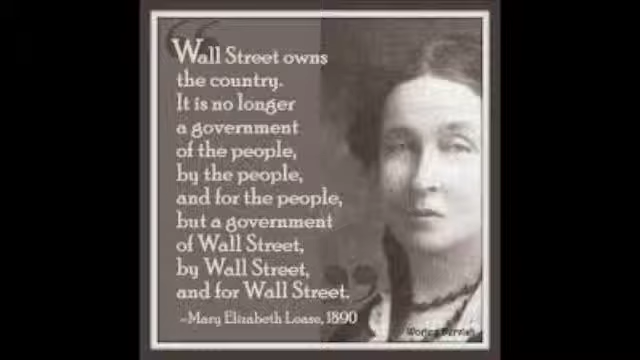 Wall Street owns
the country.
It is no longer
a government
of the people,
by the people,
and for the people,
but a government
of Wall Street,
by Wall Street,
and for Wall Street.
–Mary Elizabeth Lease, 1890